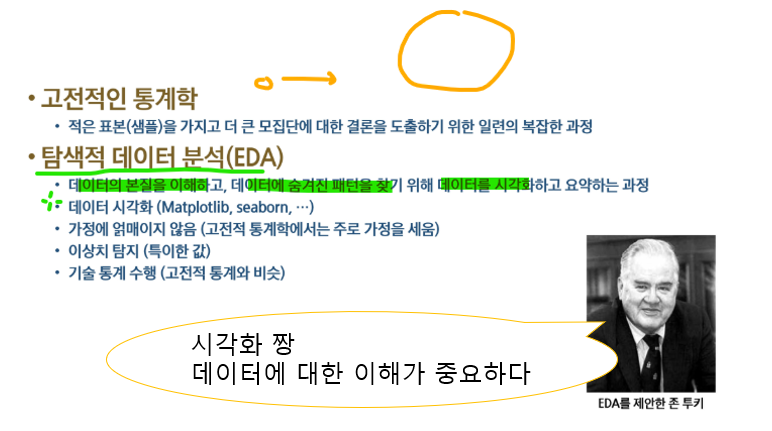 • 고전적인 통계학
• 적은 표본(샘플)을 가지고 더 큰 모집단에 대한 결론을 도출하기 위한 일련의 복잡한 과정
• 탐색적 데이터 분석(EDA)
• 데이터의 본질을 이해하고, 데이터에 숨겨진 패턴을 찾기 위해 데이터를 시각화하고 요약하는 과정
• 데이터 시각화 (Matplotlib, seaborn, …)
• 가정에 얽매이지 않음 (고전적 통계학에서는 주로 가정을 세움)
• 이상치 탐지 (특이한 값)
• 기술 통계 수행 (고전적 통계와 비슷)
시각화 짱
데이터에 대한 이해가 중요하다
EDA를 제안한 존 투키